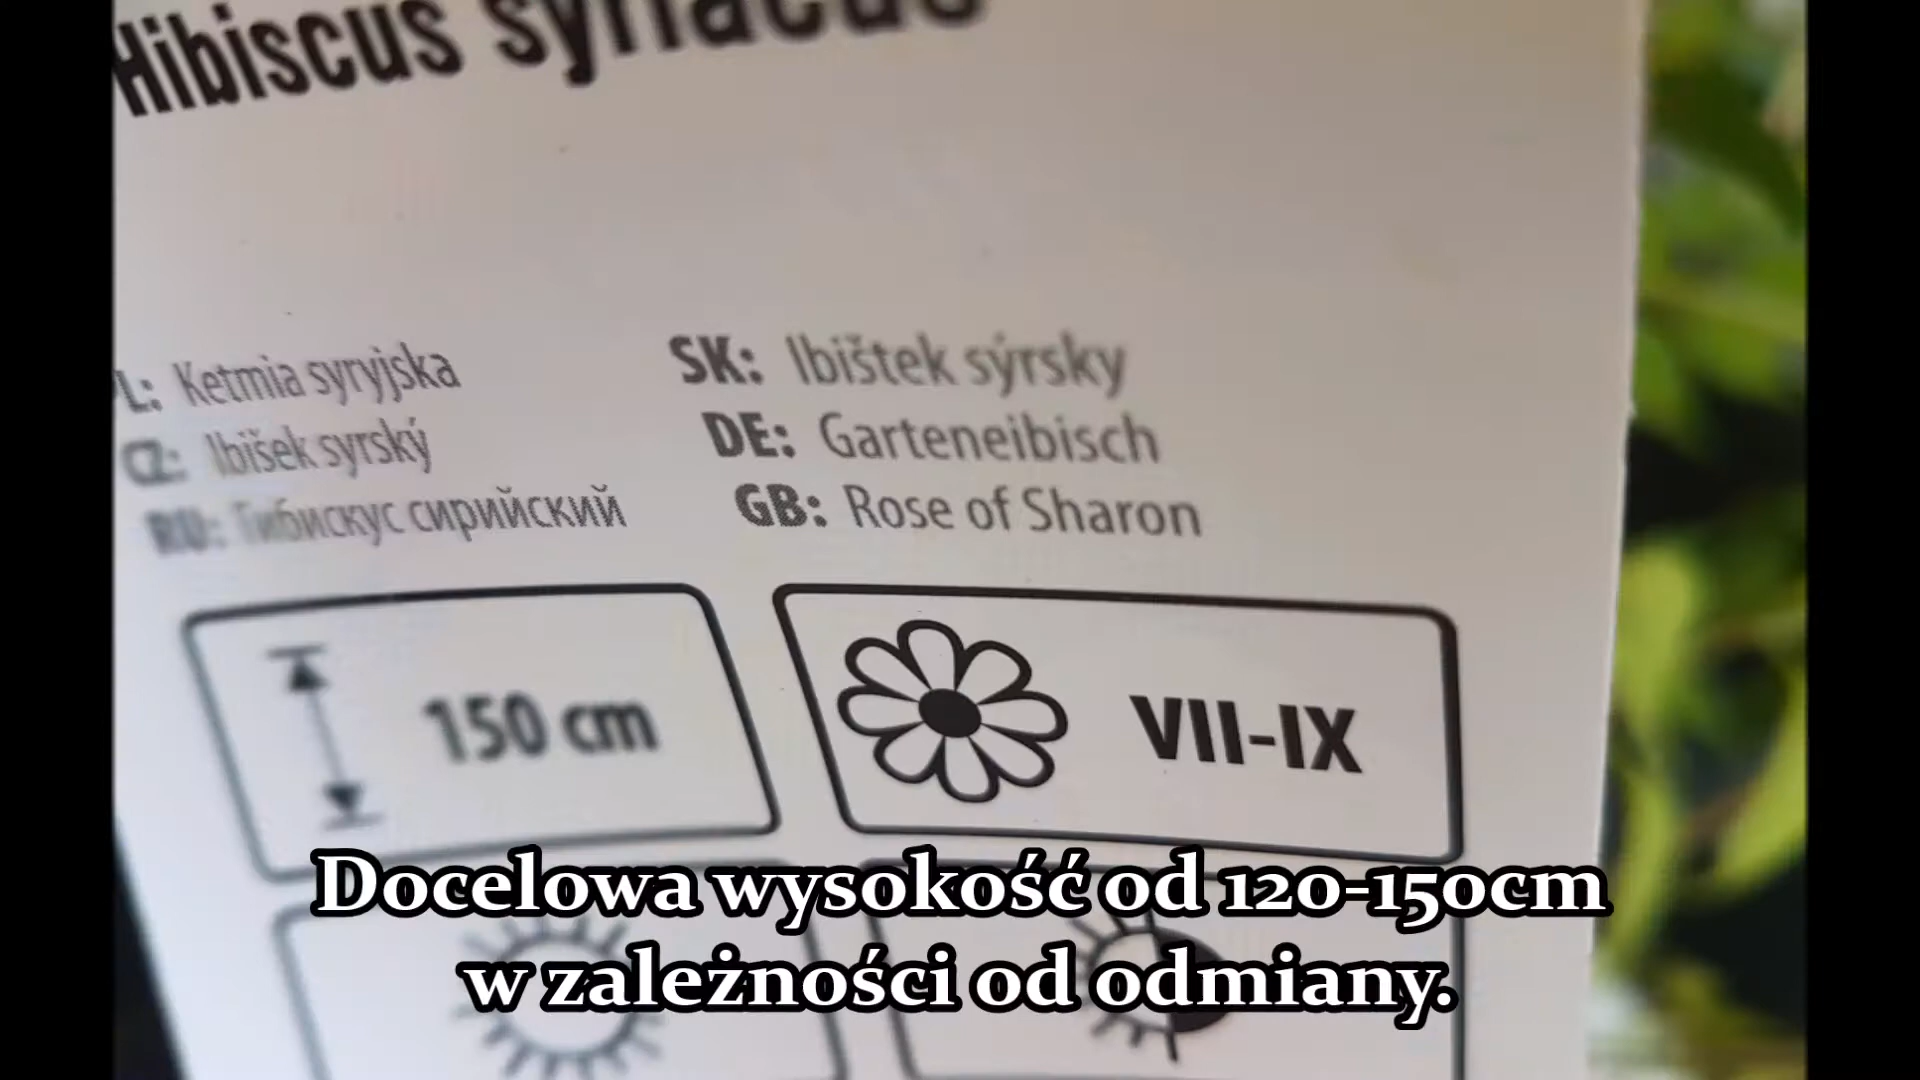 Hibiscus syriacus
PL: Ketmia syryjska
CZ: Ibišek syrský
RU: Гибискус сирийский
SK: Ibištek sýrsky
DE: Garteneibisch
GB: Rose of Sharon
150 cm
VII-IX
Docelowa wysokość od 120-150cm
w zależności od odmiany.